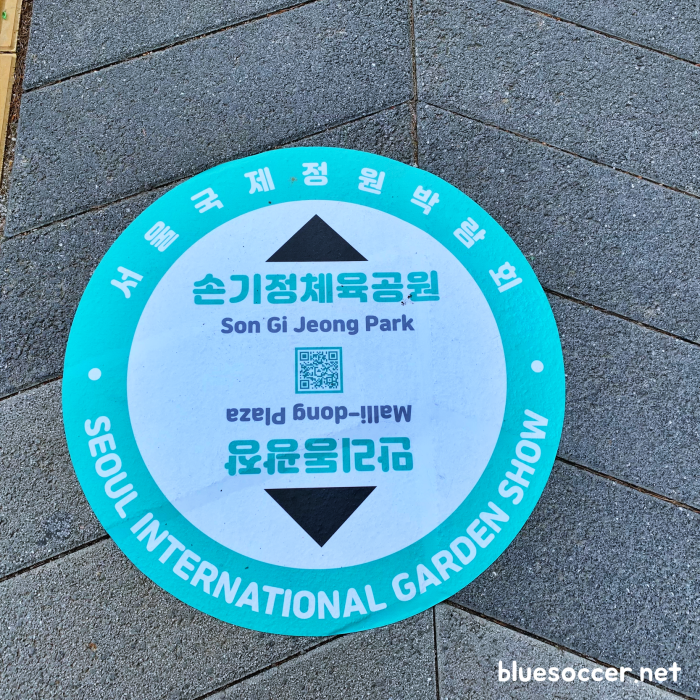 서울국제정원박람회
손기정체육공원
Son Gi Jeong Park
Malli-dong Plaza
만리동광장
SEOUL INTERNATIONAL GARDEN SHOW
bluesoccer.net